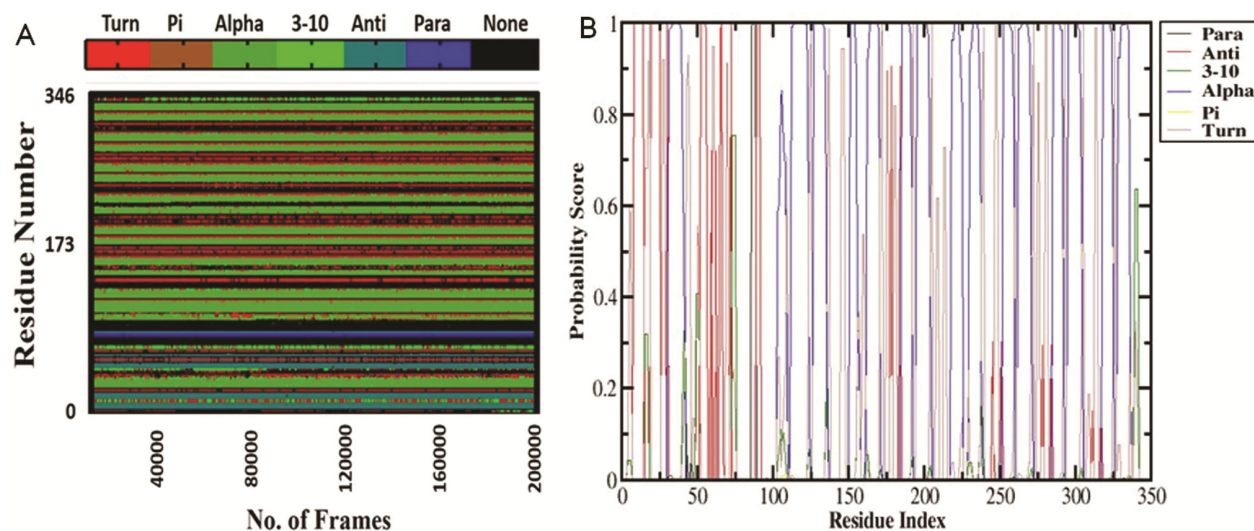 A
Turn Pi Alpha 3-10 Anti Para None
346
173
0
Residue Number
40000 80000 120000 160000 200000
No. of Frames
B
1
0.8
0.6
0.4
0.2
0
Probability Score
0 50 100 150 200 250 300 350
Residue Index
Para
Anti
3-10
Alpha
Pi
Turn